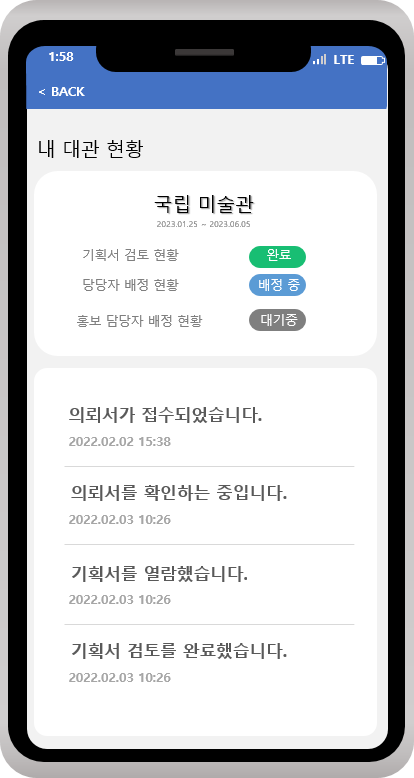 1:58 LTE
< BACK
내 대관 현황
국립 미술관
2023.01.25 ~ 2023.06.05
기획서 검토 현황 완료
당당자 배정 현황 배정 중
홍보 담당자 배정 현황 대기중
의뢰서가 접수되었습니다.
2022.02.02 15:38
의뢰서를 확인하는 중입니다.
2022.02.03 10:26
기획서를 열람했습니다.
2022.02.03 10:26
기획서 검토를 완료했습니다.
2022.02.03 10:26